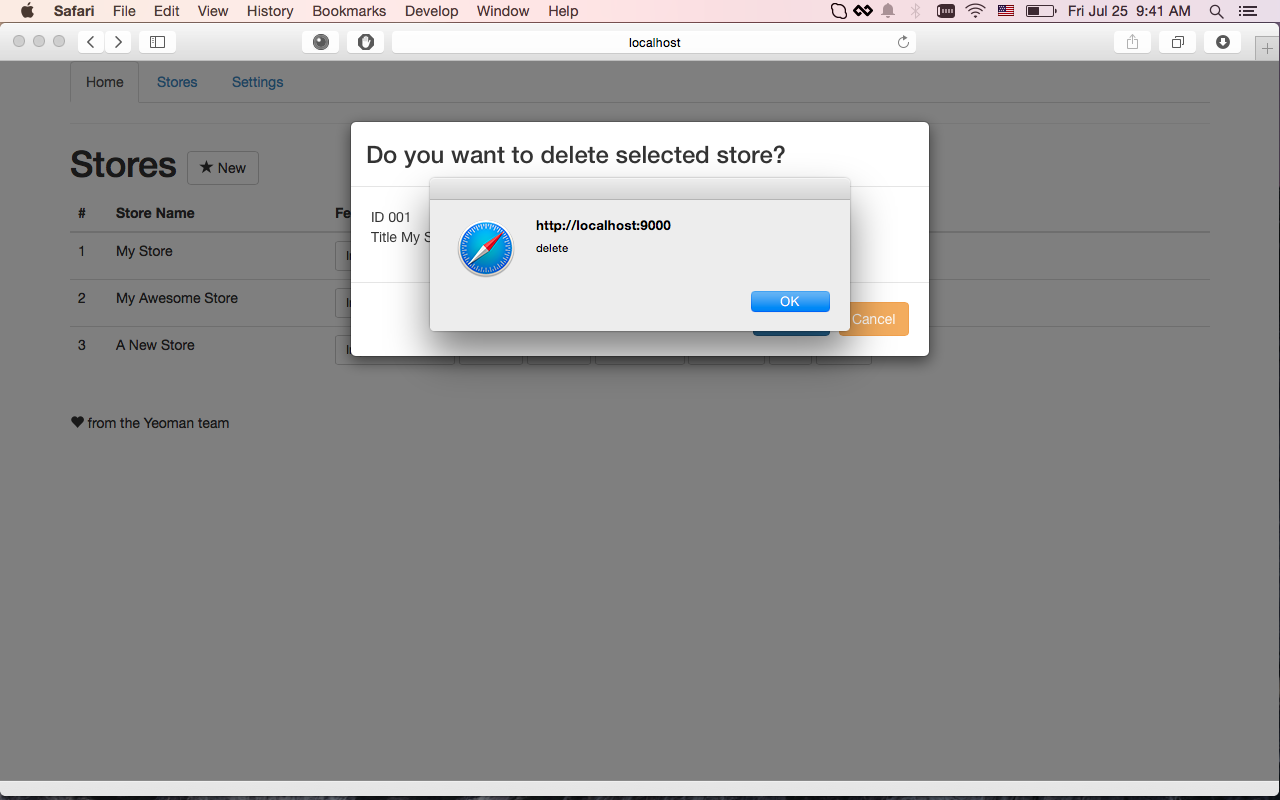 Safari File Edit View History Bookmarks Develop Window Help Fri Jul 25 9:41 AM
localhost
Home Stores Settings
Do you want to delete selected store?
Stores New
http://localhost:9000
delete
OK
ID 001
Title My S
Cancel
# Store Name Fe
1 My Store
2 My Awesome Store
3 A New Store
from the Yeoman team